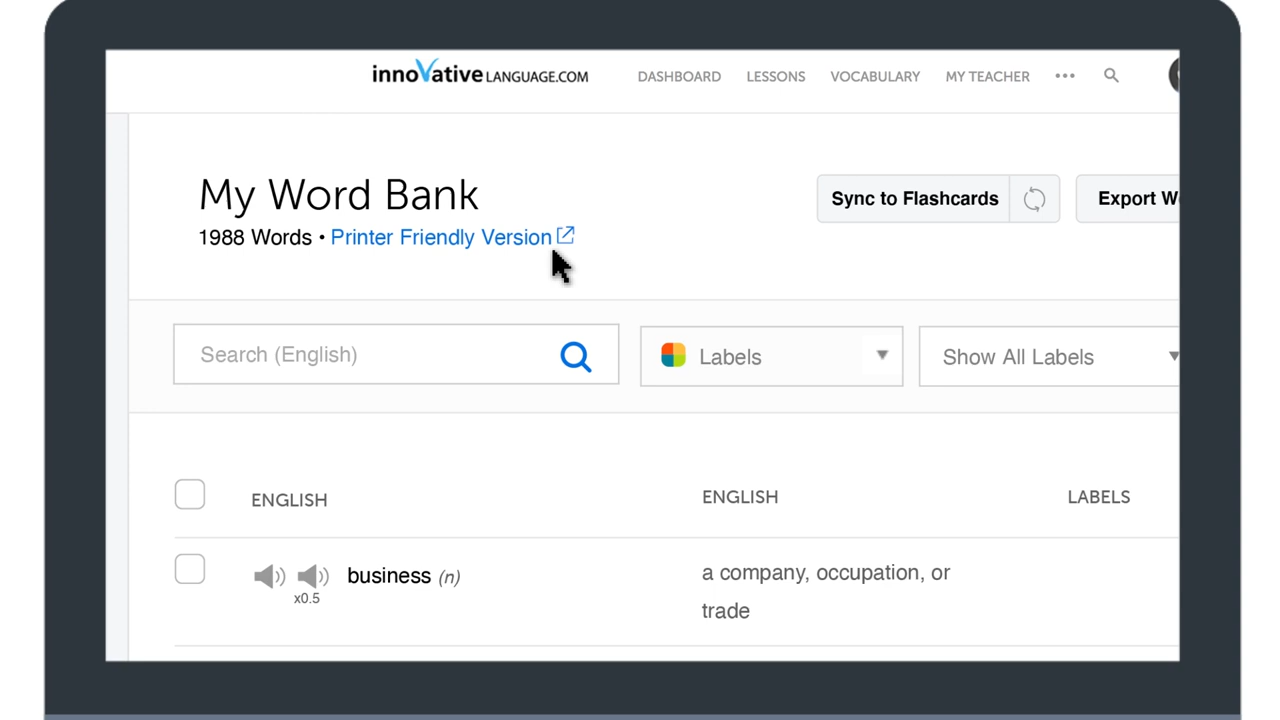 innoVative LANGUAGE.COM DASHBOARD LESSONS VOCABULARY MY TEACHER
My Word Bank
Sync to Flashcards Export
1988 Words • Printer Friendly Version
Search (English) Labels Show All Labels
ENGLISH ENGLISH LABELS
business (n) a company, occupation, or
x0.5
trade